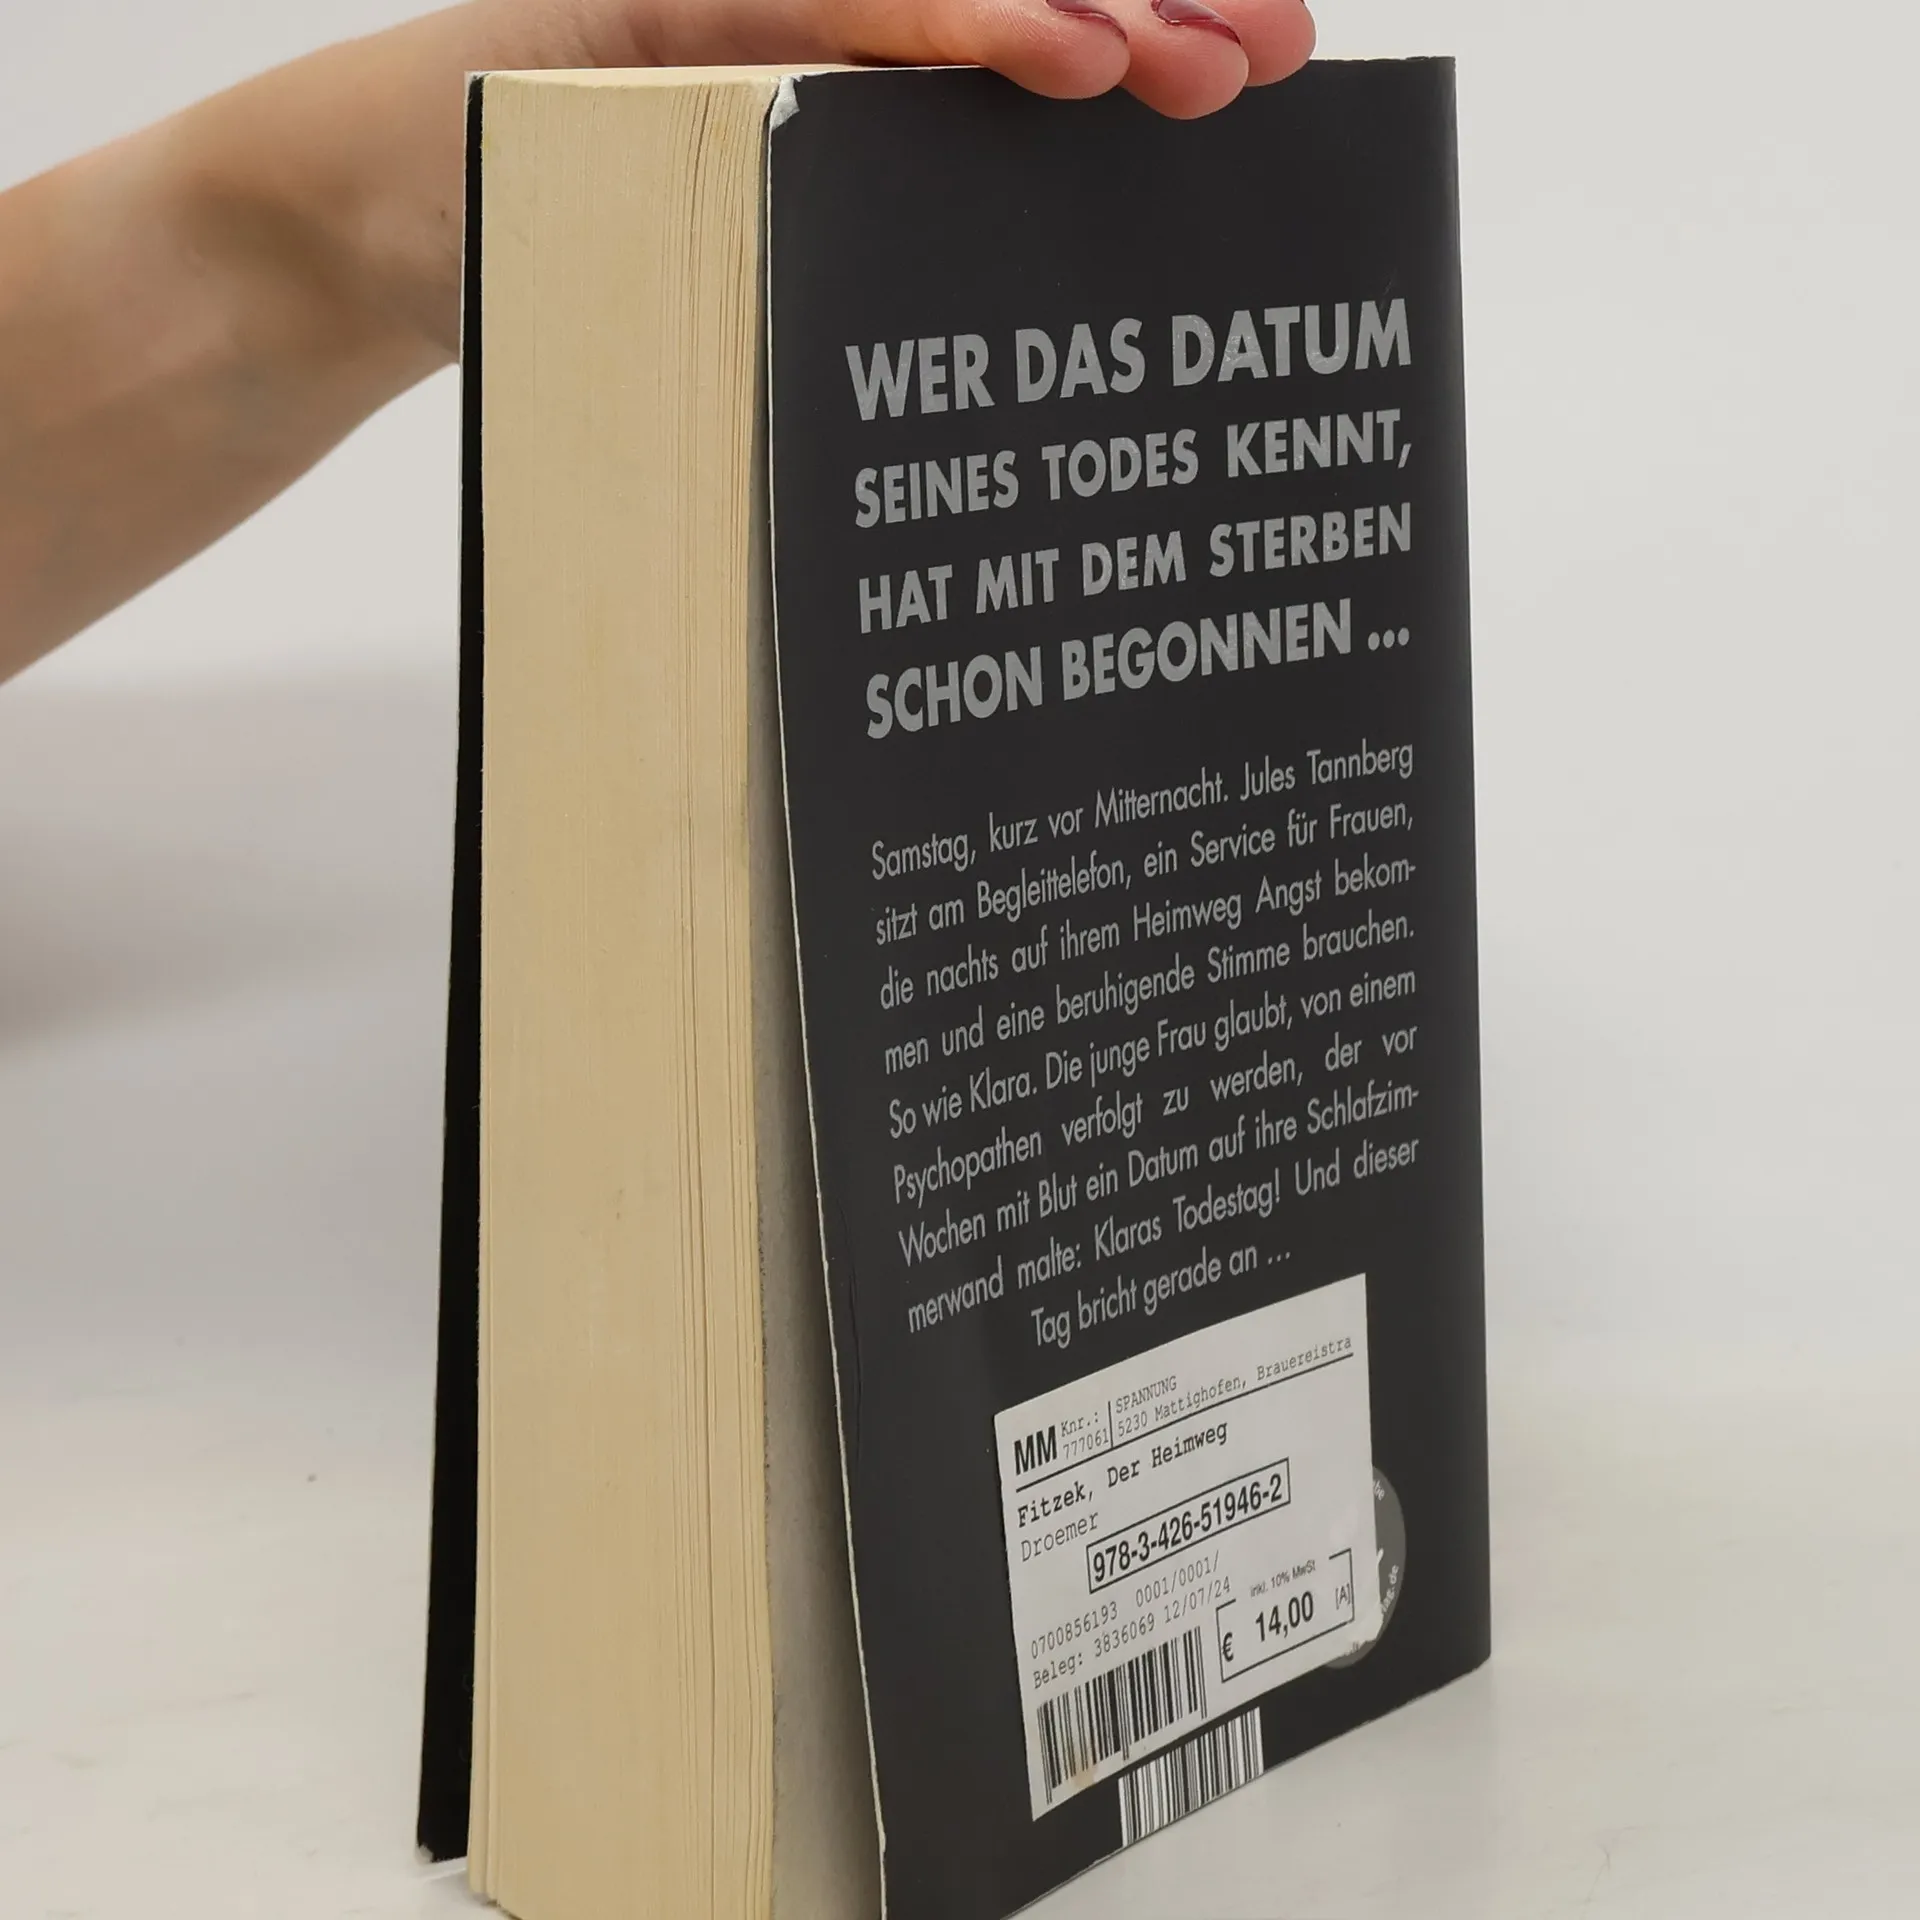 WER DAS DATUM
SEINES TODES KENNT,
HAT MIT DEM STERBEN
SCHON BEGONNEN ...
Samstag, kurz vor Mitternacht. Jules Tannberg
sitzt am Begleittelefon, ein Service für Frauen,
die nachts auf ihrem Heimweg Angst bekom-
men und eine beruhigende Stimme brauchen.
So wie Klara. Die junge Frau glaubt, von einem
Psychopathen verfolgt zu werden, der vor
Wochen mit Blut ein Datum auf ihre Schlafzim-
merwand malte: Klaras Todestag! Und dieser
Tag bricht gerade an ...
MM Knr.: SPANNUNG
777061 5230 Mattighofen, Brauereistra
Fitzek, Der Heimweg
Droemer
978-3-426-51946-2
0700856193 0001/0001/
Beleg: 3836069 12/07/24
inkl. 10% MwSt
€ 14,00 [A]